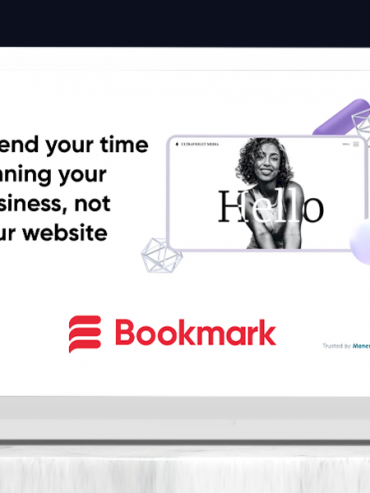 end your time
nning your
siness, not
ur website
ULTRAVIOLET MEDIA
MENU
Hello
Bookmark
Trusted by Mone